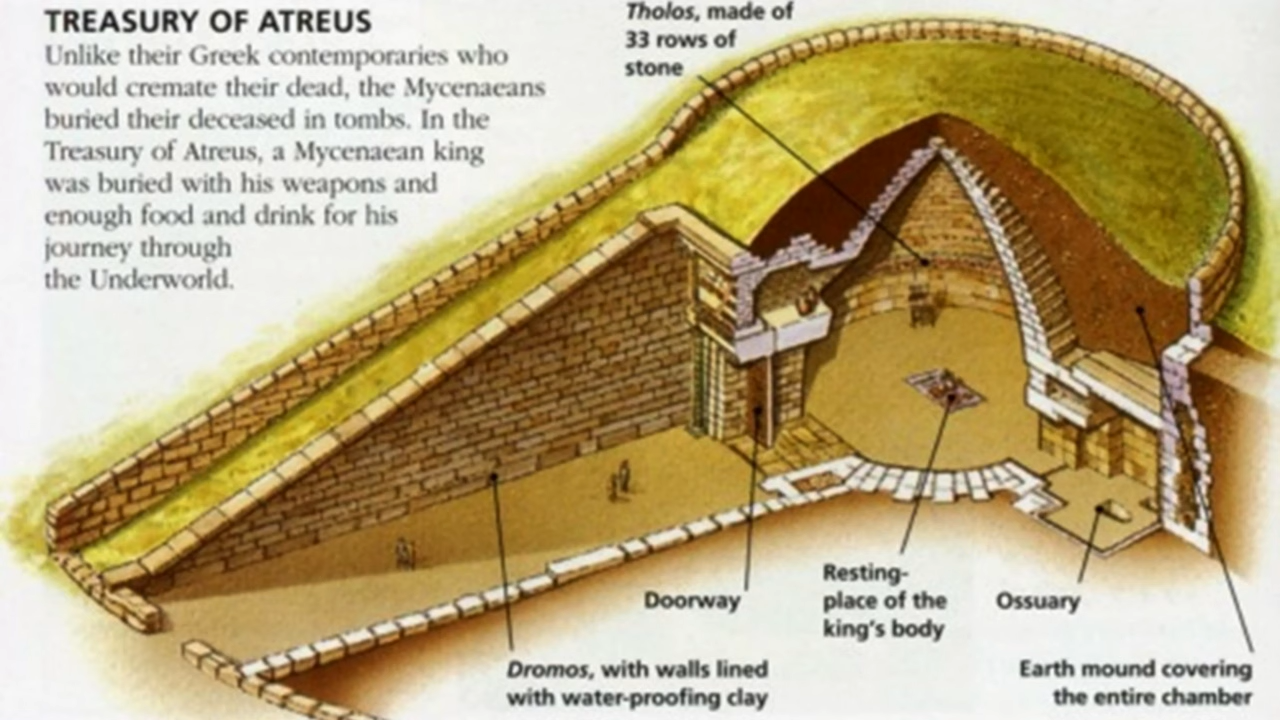 TREASURY OF ATREUS
Unlike their Greek contemporaries who
would cremate their dead, the Mycenaeans
buried their deceased in tombs. In the
Treasury of Atreus, a Mycenaean king
was buried with his weapons and
enough food and drink for his
journey through
the Underworld.
Tholos, made of
33 rows of
stone
Doorway
Resting-
place of the
king's body
Ossuary
Dromos, with walls lined
with water-proofing clay
Earth mound covering
the entire chamber